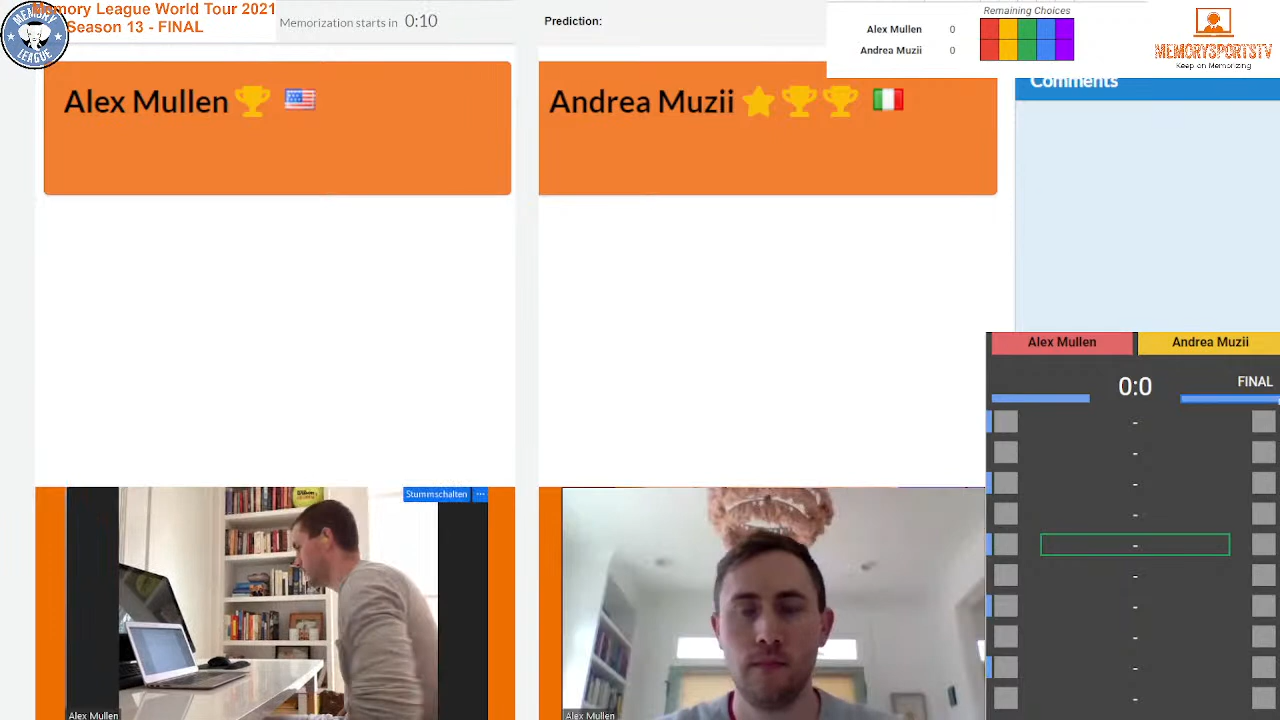 Memory League World Tour 2021
Season 13 - FINAL
MEMORY
LEAGUE
Memorization starts in 0:10
Prediction:
Remaining Choices
Alex Mullen 0
Andrea Muzii 0
MEMORYSPORTSTV
Keep on Memorizing
Alex Mullen
Andrea Muzii
Comments
Alex Mullen
Andrea Muzii
0:0
FINAL
-
-
-
-
-
-
-
-
-
-
Stummschalten ...
Alex Mullen
Alex Mullen